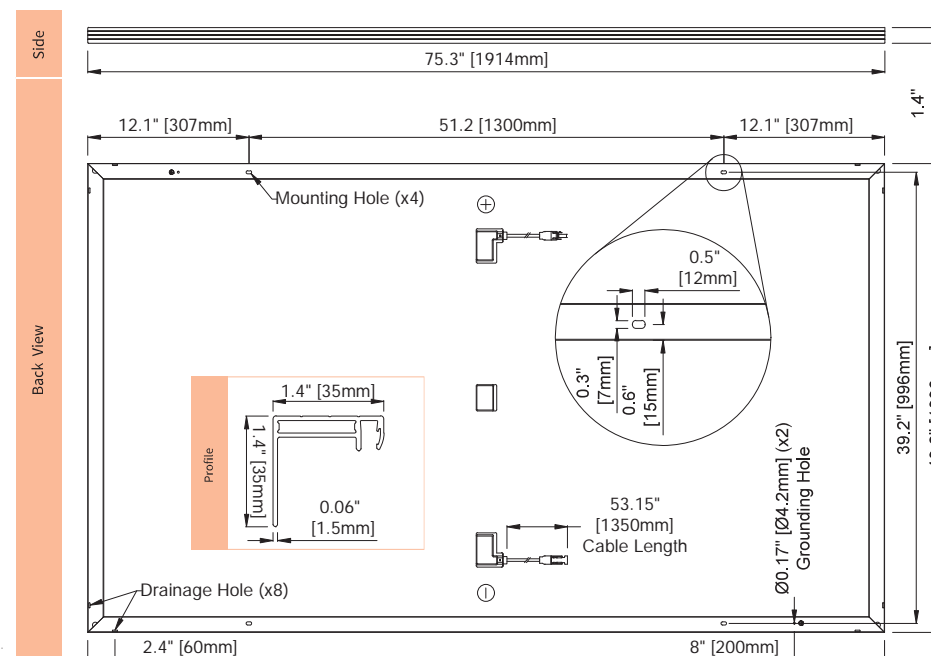 Side
75.3" [1914mm]
1.4"
12.1" [307mm]
51.2 [1300mm]
12.1" [307mm]
Back View
Mounting Hole (x4)
0.5"
[12mm]
0.3"
[7mm]
0.6"
[15mm]
39.2" [996mm]
Profile
1.4" [35mm]
1.4"
[35mm]
0.06"
[1.5mm]
53.15"
[1350mm]
Cable Length
Ø0.17" [Ø4.2mm] (x2)
Grounding Hole
Drainage Hole (x8)
2.4" [60mm]
8" [200mm]